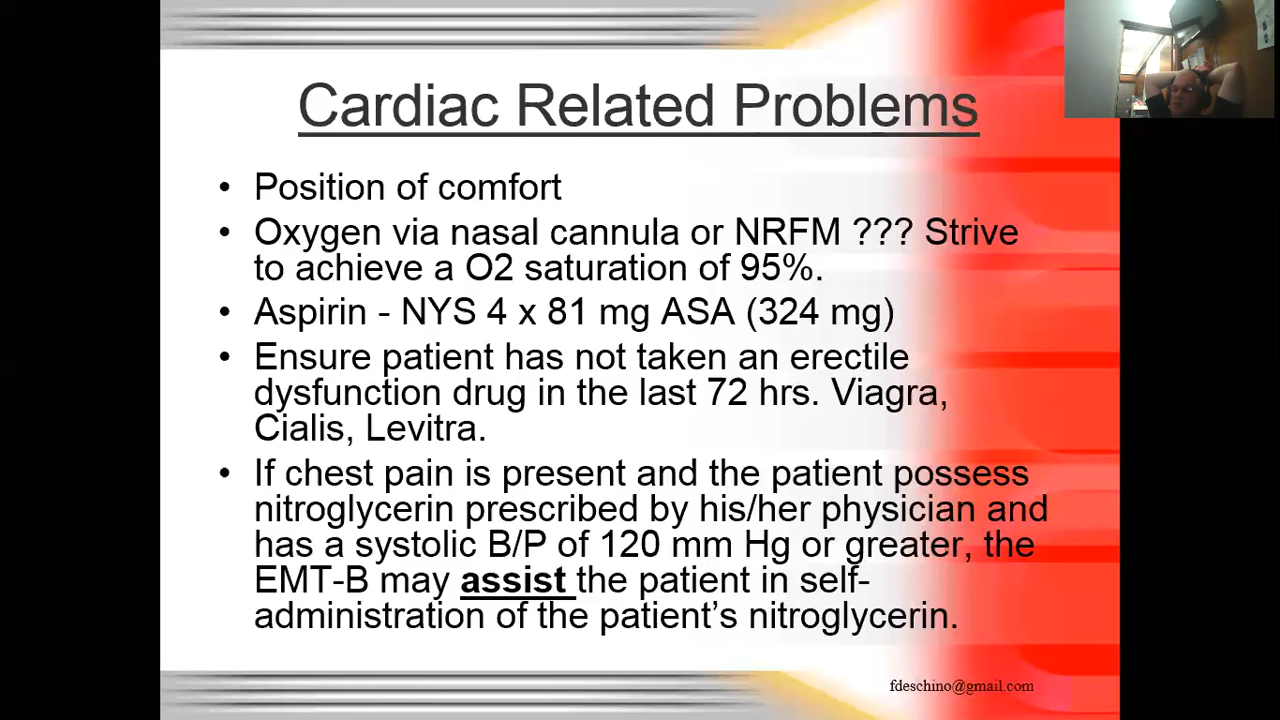 Cardiac Related Problems
• Position of comfort
• Oxygen via nasal cannula or NRFM ??? Strive
to achieve a O2 saturation of 95%.
• Aspirin - NYS 4 x 81 mg ASA (324 mg)
• Ensure patient has not taken an erectile
dysfunction drug in the last 72 hrs. Viagra,
Cialis, Levitra.
• If chest pain is present and the patient possess
nitroglycerin prescribed by his/her physician and
has a systolic B/P of 120 mm Hg or greater, the
EMT-B may assist the patient in self-
administration of the patient’s nitroglycerin.
fdeschino@gmail.com